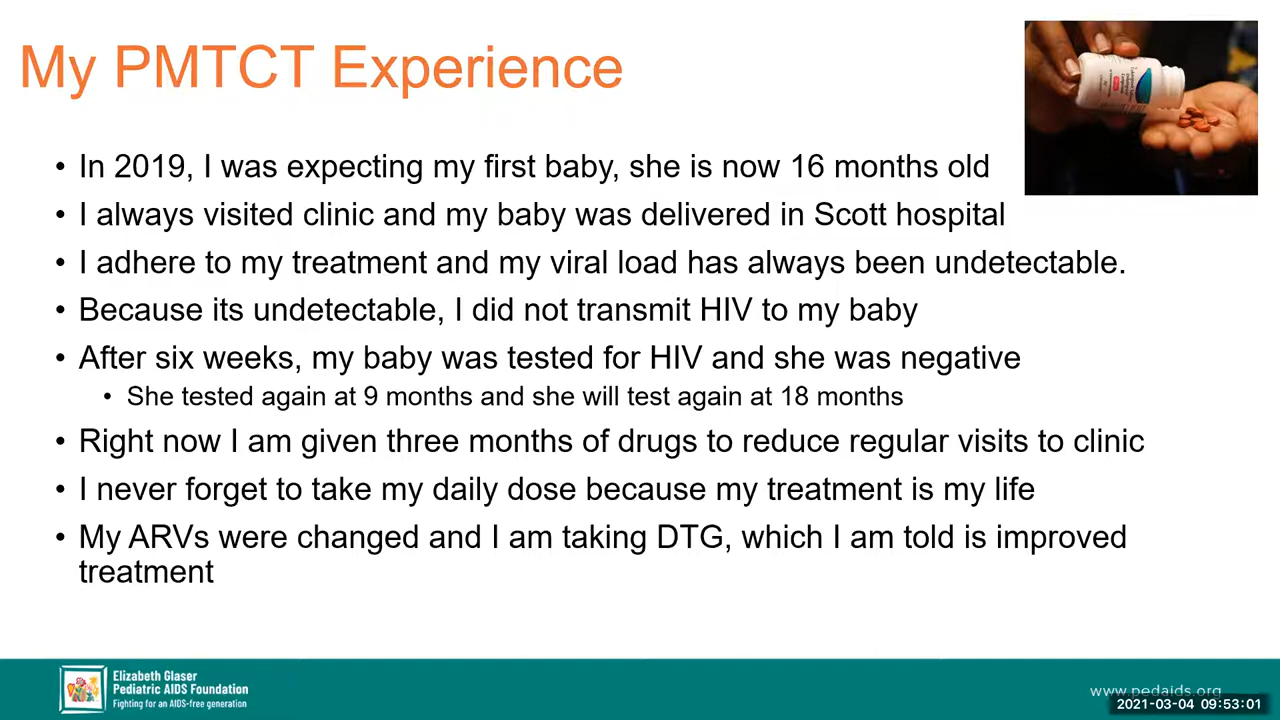 My PMTCT Experience
• In 2019, I was expecting my first baby, she is now 16 months old
• I always visited clinic and my baby was delivered in Scott hospital
• I adhere to my treatment and my viral load has always been undetectable.
• Because its undetectable, I did not transmit HIV to my baby
• After six weeks, my baby was tested for HIV and she was negative
• She tested again at 9 months and she will test again at 18 months
• Right now I am given three months of drugs to reduce regular visits to clinic
• I never forget to take my daily dose because my treatment is my life
• My ARVs were changed and I am taking DTG, which I am told is improved
treatment
Elizabeth Glaser
Pediatric AIDS Foundation
Fighting for an AIDS-free generation
www.pedaids.org
2021-03-04 09:53:01